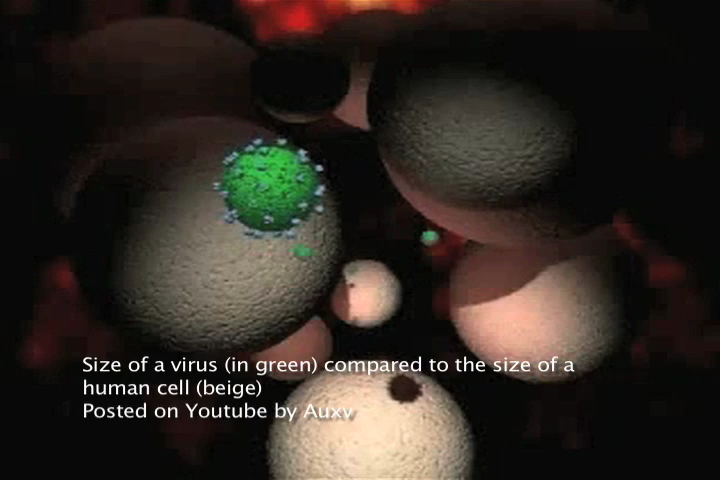 Size of a virus (in green) compared to the size of a
human cell (beige)
Posted on Youtube by Auxv